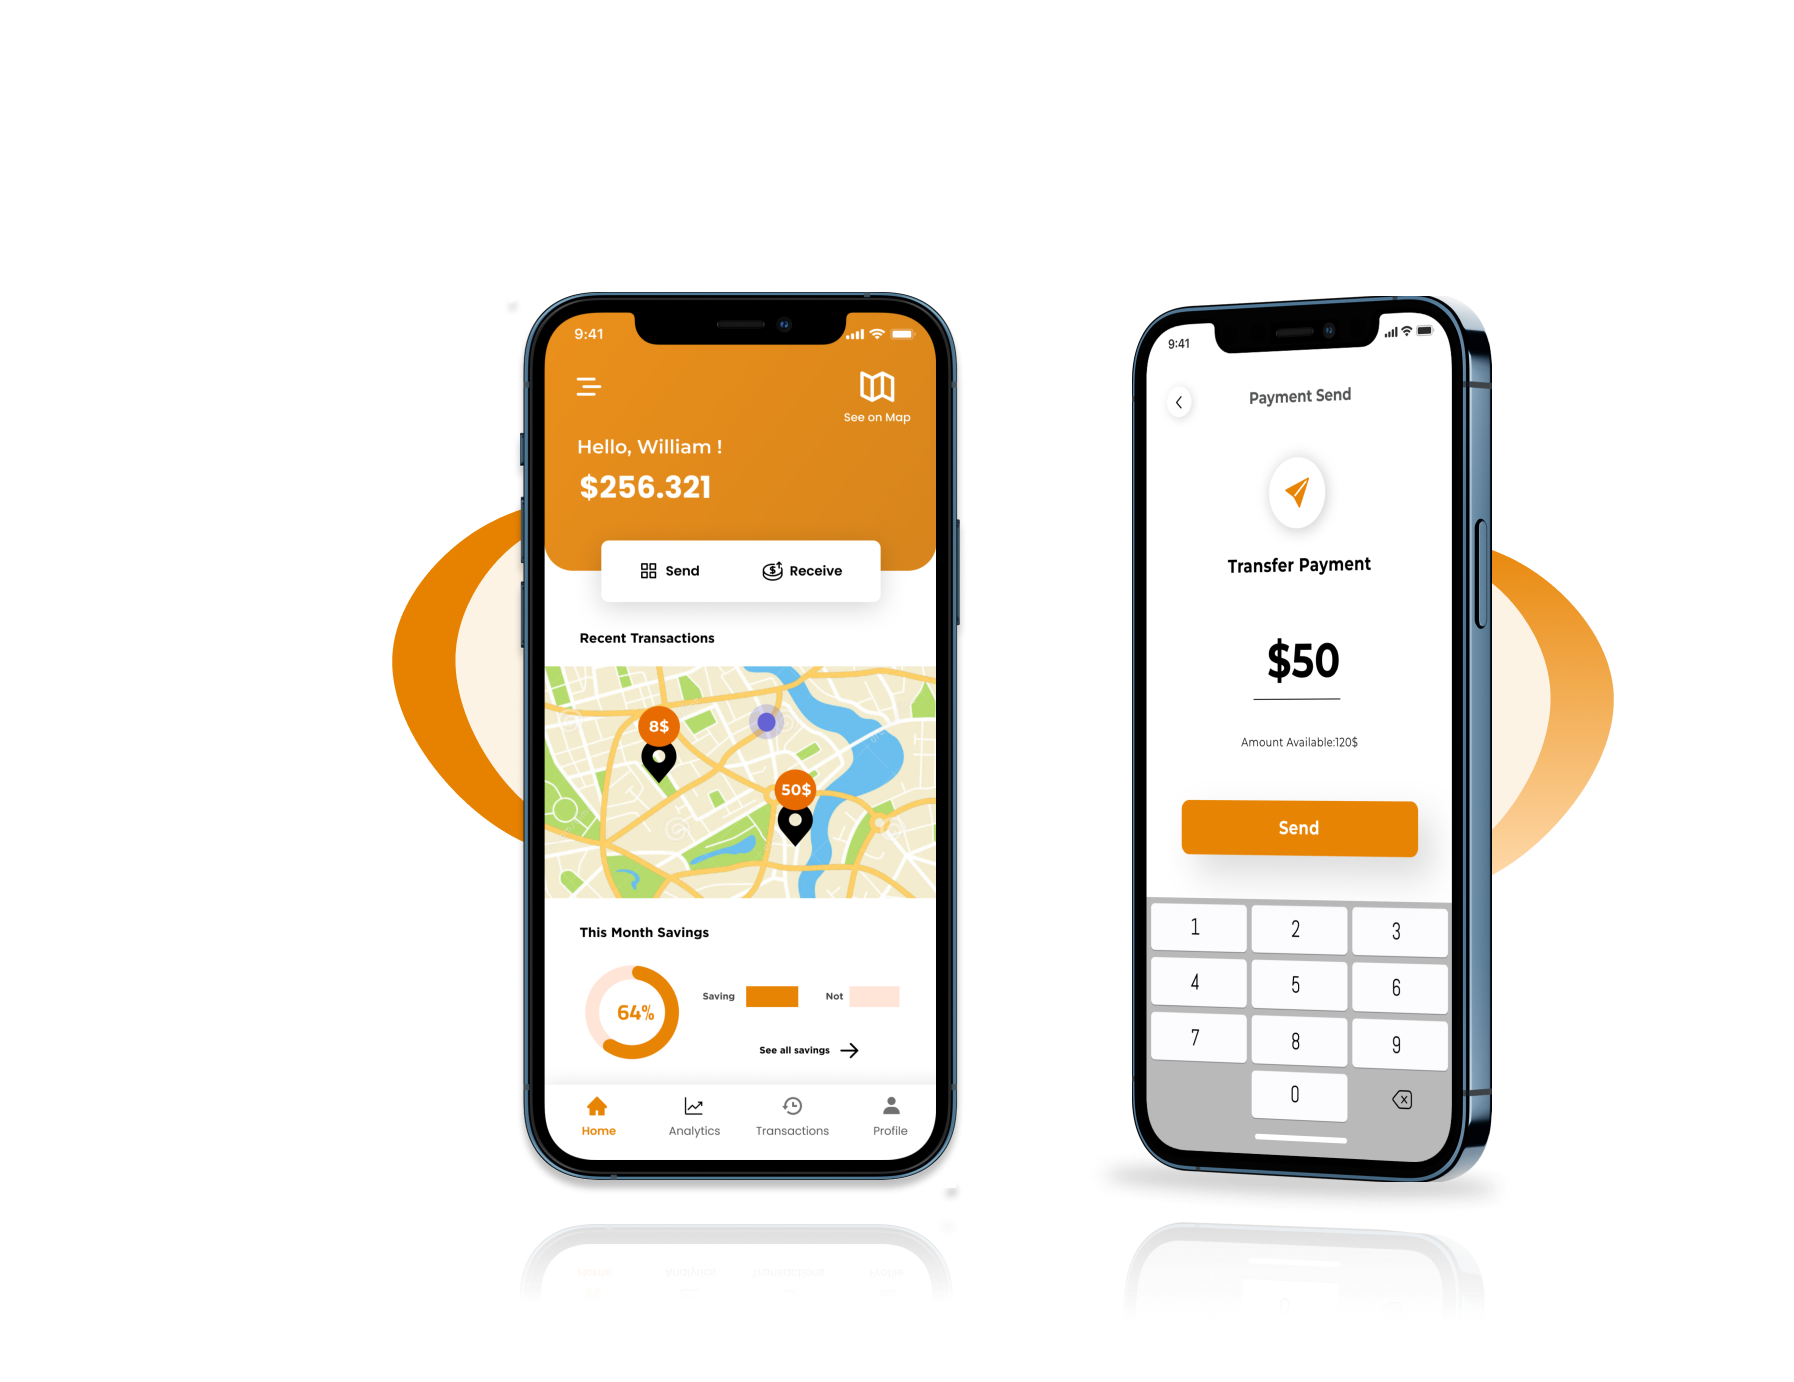 9:41
See on Map
Hello, William !
$256.321
Send
Receive
Recent Transactions
8$
50$
This Month Savings
64%
Saving
Not
See all savings
Home
Analytics
Transactions
Profile
9:41
Payment Send
Transfer Payment
$50
Amount Available:120$
Send
1 2 3
4 5 6
7 8 9
0